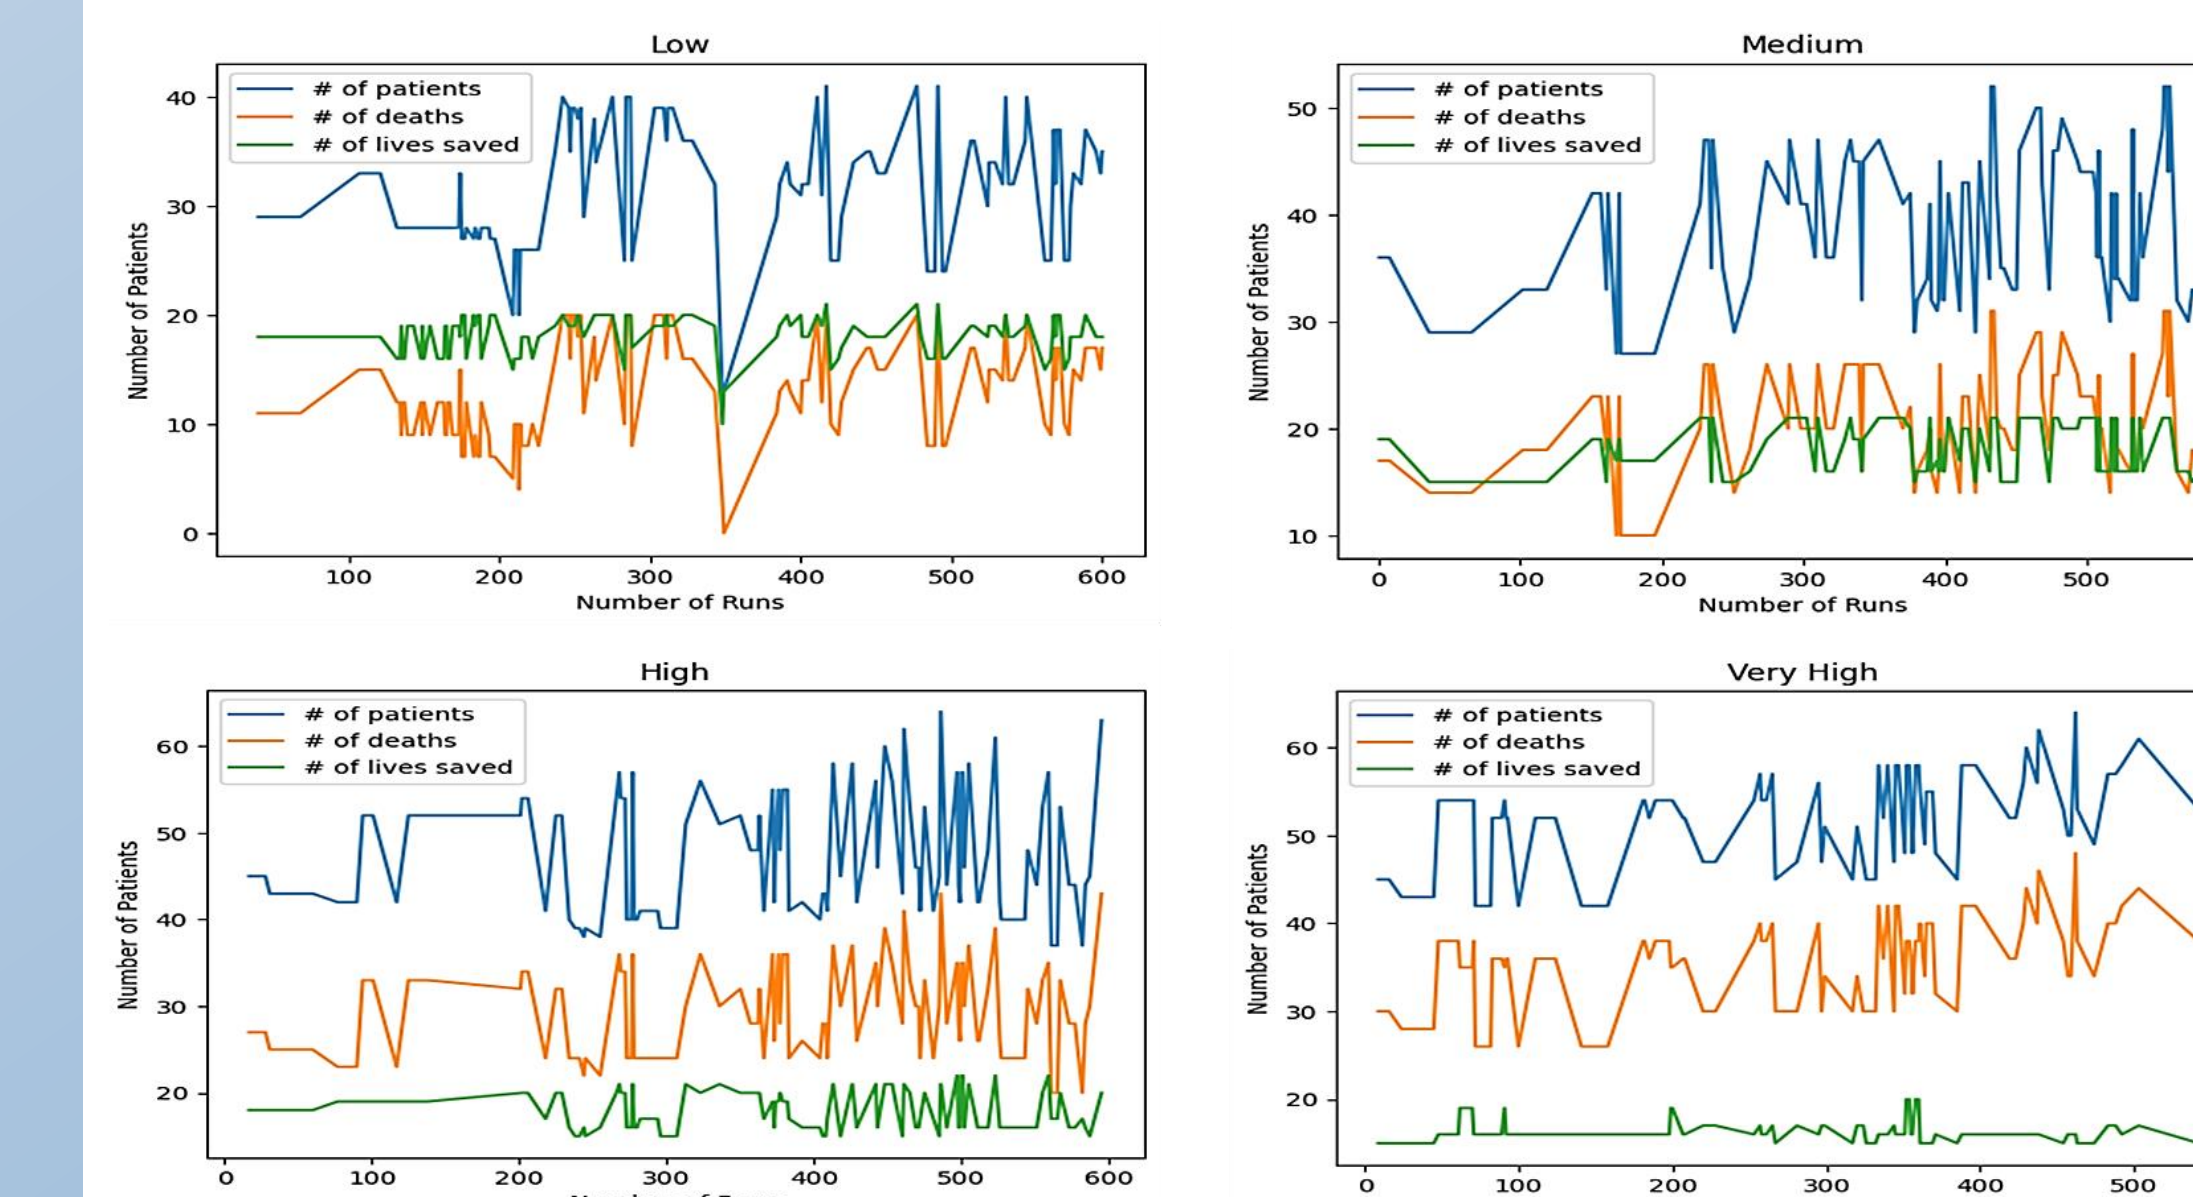 Low
# of patients
# of deaths
# of lives saved
40
30
20
10
0
Number of Patients
100 200 300 400 500 600
Number of Runs
Medium
# of patients
# of deaths
# of lives saved
50
40
30
20
10
Number of Patients
0 100 200 300 400 500
Number of Runs
High
# of patients
# of deaths
# of lives saved
60
50
40
30
20
Number of Patients
0 100 200 300 400 500 600
Very High
# of patients
# of deaths
# of lives saved
60
50
40
30
20
Number of Patients
0 100 200 300 400 500